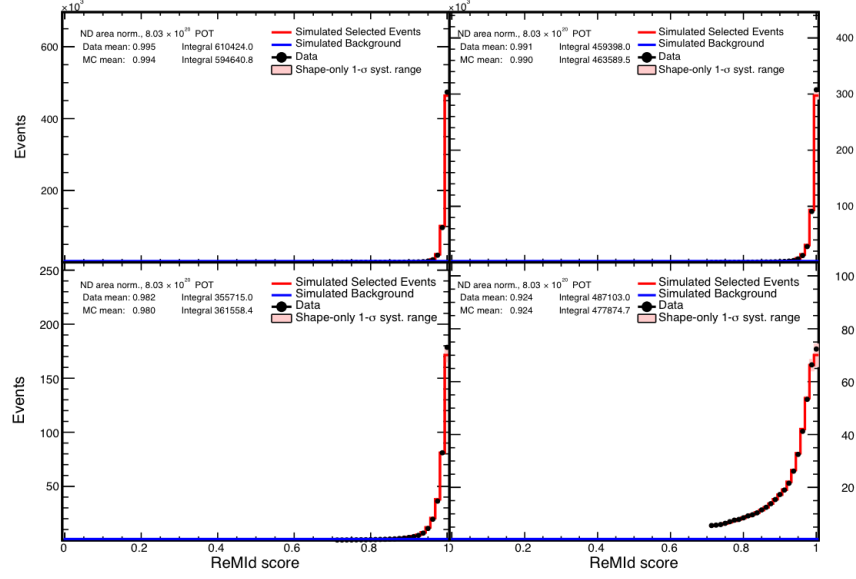 ×10³
ND area norm., 8.03 × 10²⁰ POT
Data mean: 0.995 Integral 610424.0
MC mean: 0.994 Integral 594640.8
Simulated Selected Events
Simulated Background
Data
Shape-only 1-σ syst. range
600
400
200
Events
×10³
ND area norm., 8.03 × 10²⁰ POT
Data mean: 0.991 Integral 459398.0
MC mean: 0.990 Integral 463589.5
Simulated Selected Events
Simulated Background
Data
Shape-only 1-σ syst. range
400
300
200
100
ND area norm., 8.03 × 10²⁰ POT
Data mean: 0.982 Integral 355715.0
MC mean: 0.980 Integral 361558.4
Simulated Selected Events
Simulated Background
Data
Shape-only 1-σ syst. range
250
200
150
100
50
Events
0 0.2 0.4 0.6 0.8 1
ReMId score
ND area norm., 8.03 × 10²⁰ POT
Data mean: 0.924 Integral 487103.0
MC mean: 0.924 Integral 477874.7
Simulated Selected Events
Simulated Background
Data
Shape-only 1-σ syst. range
100
80
60
40
20
0 0.2 0.4 0.6 0.8 1
ReMId score